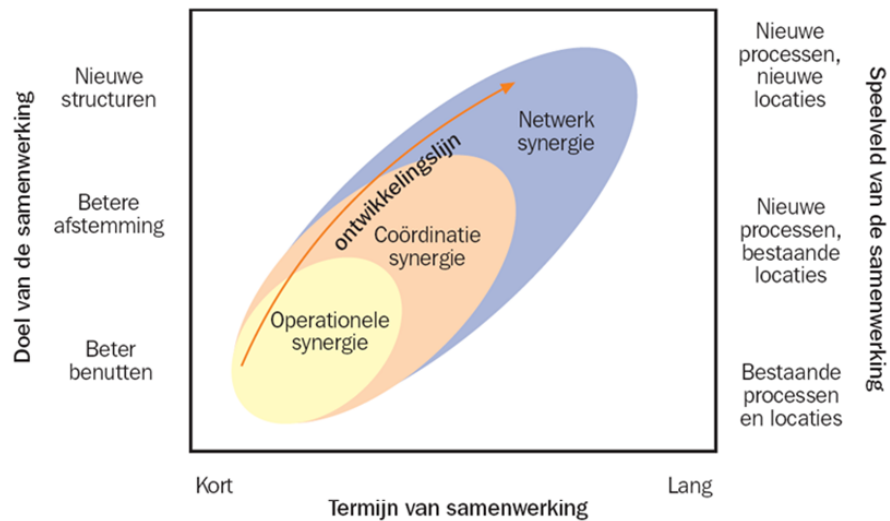 Doel van de samenwerking
Nieuwe
structuren
Betere
afstemming
Beter
benutten
ontwikkelingslijn
Netwerk
synergie
Coördinatie
synergie
Operationele
synergie
Nieuwe
processen,
nieuwe
locaties
Nieuwe
processen,
bestaande
locaties
Bestaande
processen
en locaties
Speelveld van de samenwerking
Kort
Lang
Termijn van samenwerking